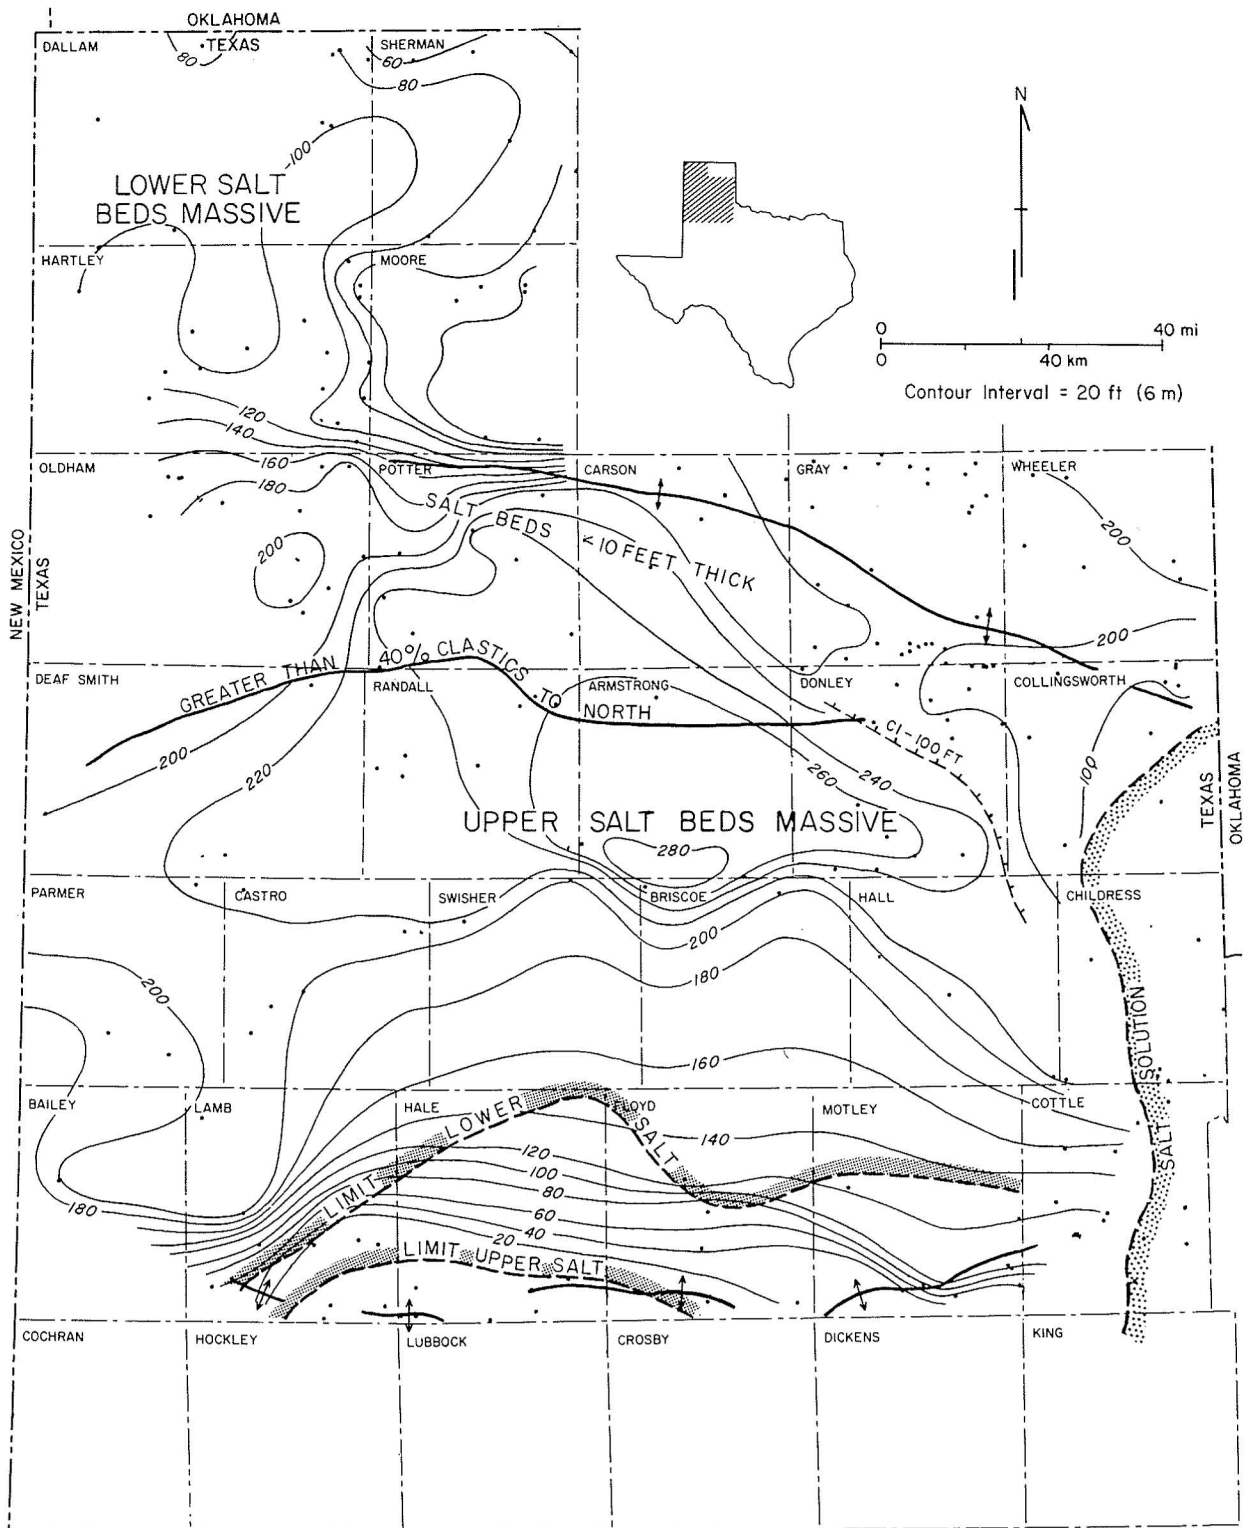 OKLAHOMA
TEXAS
DALLAM
SHERMAN
80
60
80
N
100
LOWER SALT
BEDS MASSIVE
HARTLEY
MOORE
0 40 mi
0 40 km
Contour Interval = 20 ft (6 m)
120
140
160
180
OLDHAM
POTTER
CARSON
GRAY
WHEELER
SALT BEDS <10 FEET THICK
200
200
NEW MEXICO
TEXAS
200
GREATER THAN 40% CLASTICS TO NORTH
DEAF SMITH
RANDALL
ARMSTRONG
DONLEY
COLLINGSWORTH
CI-100 FT
200
220
260
240
100
TEXAS
OKLAHOMA
UPPER SALT BEDS MASSIVE
280
PARMER
CASTRO
SWISHER
BRISCOE
HALL
CHILDRESS
200
200
180
160
SALT SOLUTION
BAILEY
LAMB
HALE
FLOYD
MOTLEY
COTTLE
LIMIT LOWER SALT
140
120
100
80
60
40
20
180
LIMIT UPPER SALT
COCHRAN
HOCKLEY
LUBBOCK
CROSBY
DICKENS
KING